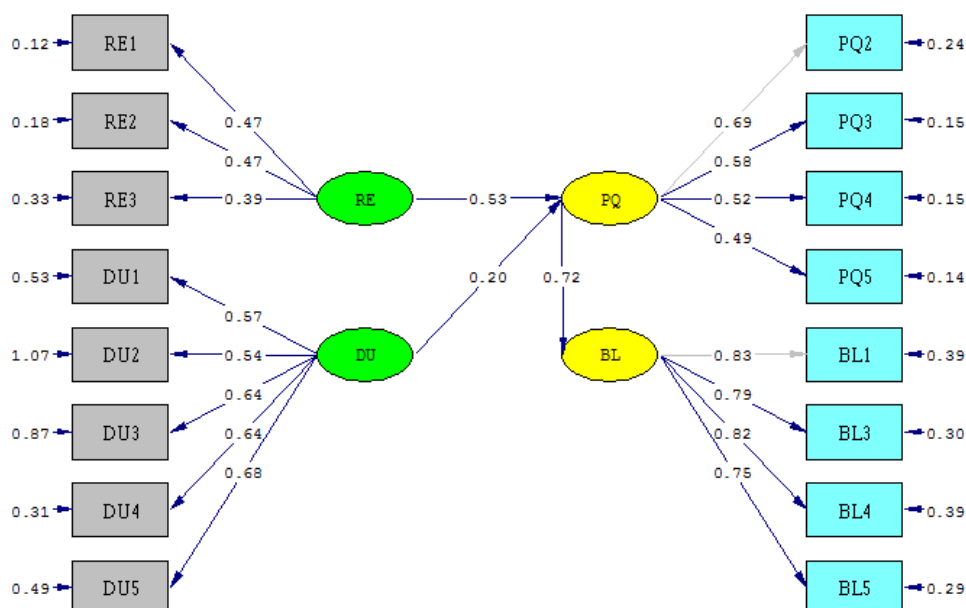 0.12 RE1 PQ2 0.24
0.47 0.69
0.18 RE2 PQ3 0.15
0.47 0.58
0.33 RE3 0.39 RE 0.53 PQ 0.52 PQ4 0.15
0.49
0.53 DU1 0.20 0.72 PQ5 0.14
0.57
1.07 DU2 0.54 DU BL 0.83 BL1 0.39
0.64 0.79
0.87 DU3 0.64 0.82 BL3 0.30
0.68 0.75
0.31 DU4 BL4 0.39
0.49 DU5 BL5 0.29